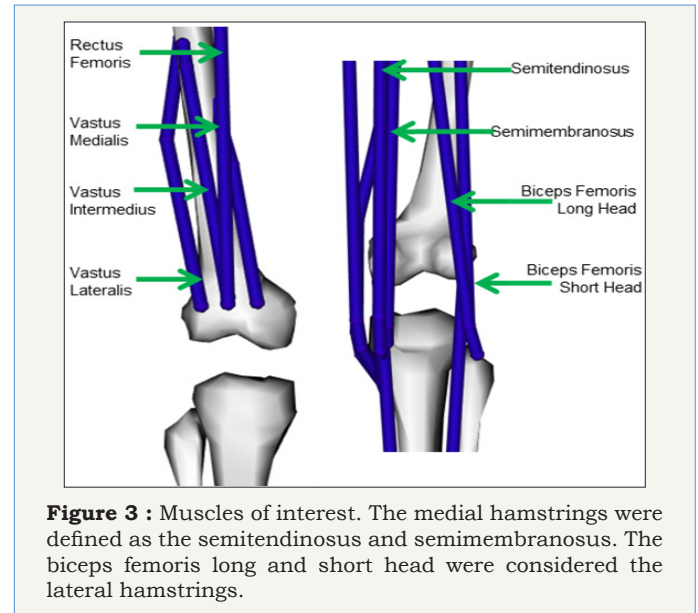 Rectus
Femoris
Vastus
Medialis
Vastus
Intermedius
Vastus
Lateralis
Semitendinosus
Semimembranosus
Biceps Femoris
Long Head
Biceps Femoris
Short Head
Figure 3 : Muscles of interest. The medial hamstrings were
defined as the semitendinosus and semimembranosus. The
biceps femoris long and short head were considered the
lateral hamstrings.